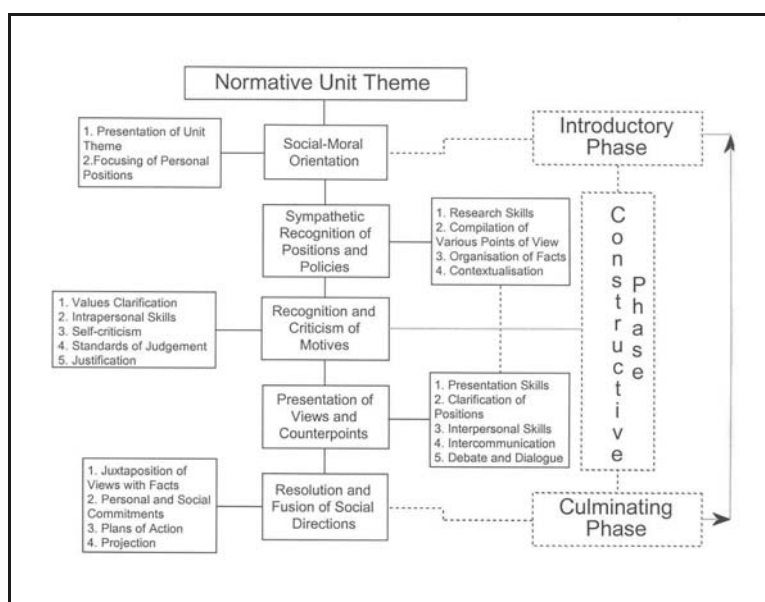 Normative Unit Theme
1. Presentation of Unit
Theme
2.Focusing of Personal
Positions
Social-Moral
Orientation
Introductory
Phase
Sympathetic
Recognition of
Positions and
Policies
1. Research Skills
2. Compilation of
Various Points of View
3. Organisation of Facts
4. Contextualisation
Constructive
Phase
1. Values Clarification
2. Intrapersonal Skills
3. Self-criticism
4. Standards of Judgement
5. Justification
Recognition and
Criticism of
Motives
Presentation of
Views and
Counterpoints
1. Presentation Skills
2. Clarification of
Positions
3. Interpersonal Skills
4. Intercommunication
5. Debate and Dialogue
1. Juxtaposition of
Views with Facts
2. Personal and Social
Commitments
3. Plans of Action
4. Projection
Resolution and
Fusion of Social
Directions
Culminating
Phase